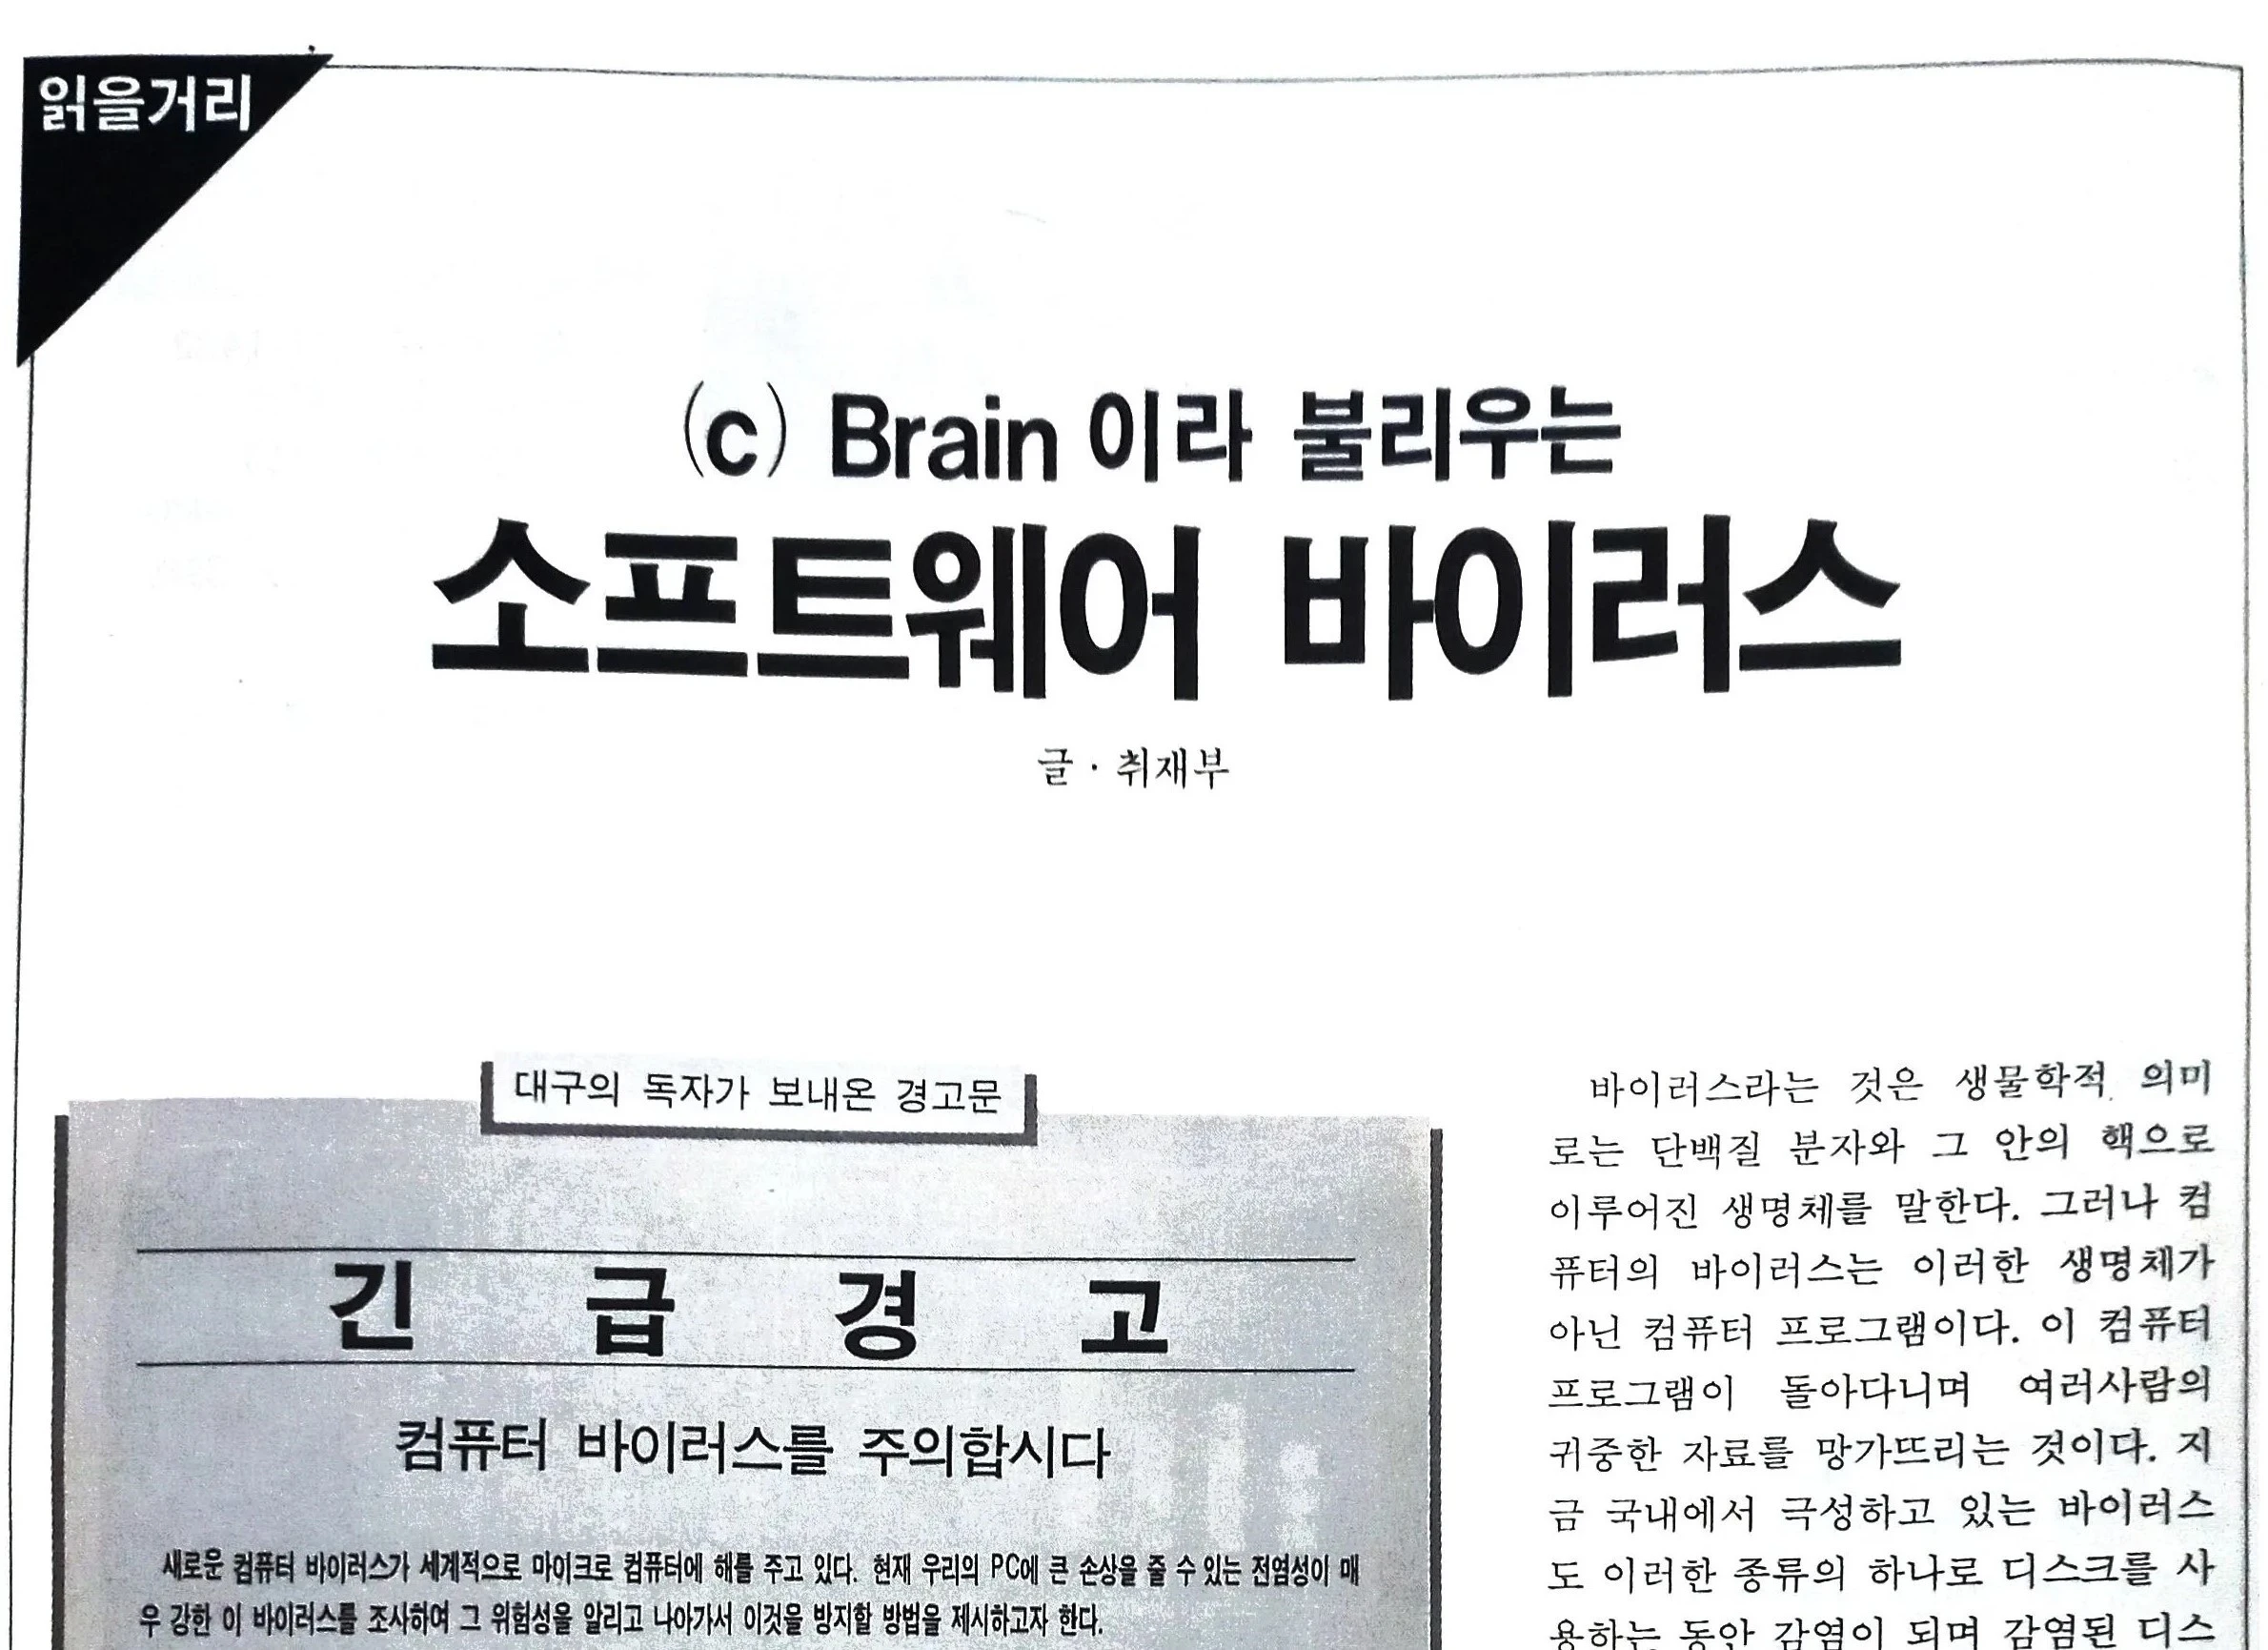 읽을거리
(c) Brain 이라 불리우는
소프트웨어 바이러스
글 · 취재부
대구의 독자가 보내온 경고문
긴 급 경 고
컴퓨터 바이러스를 주의합시다
새로운 컴퓨터 바이러스가 세계적으로 마이크로 컴퓨터에 해를 주고 있다. 현재 우리의 PC에 큰 손상을 줄 수 있는 전염성이 매
우 강한 이 바이러스를 조사하여 그 위험성을 알리고 나아가서 이것을 방지할 방법을 제시하고자 한다.
바이러스라는 것은 생물학적 의미
로는 단백질 분자와 그 안의 핵으로
이루어진 생명체를 말한다. 그러나 컴
퓨터의 바이러스는 이러한 생명체가
아닌 컴퓨터 프로그램이다. 이 컴퓨터
프로그램이 돌아다니며 여러사람의
귀중한 자료를 망가뜨리는 것이다. 지
금 국내에서 극성하고 있는 바이러스
도 이러한 종류의 하나로 디스크를 사
용하는 동안 감염이 되며 감염된 디스